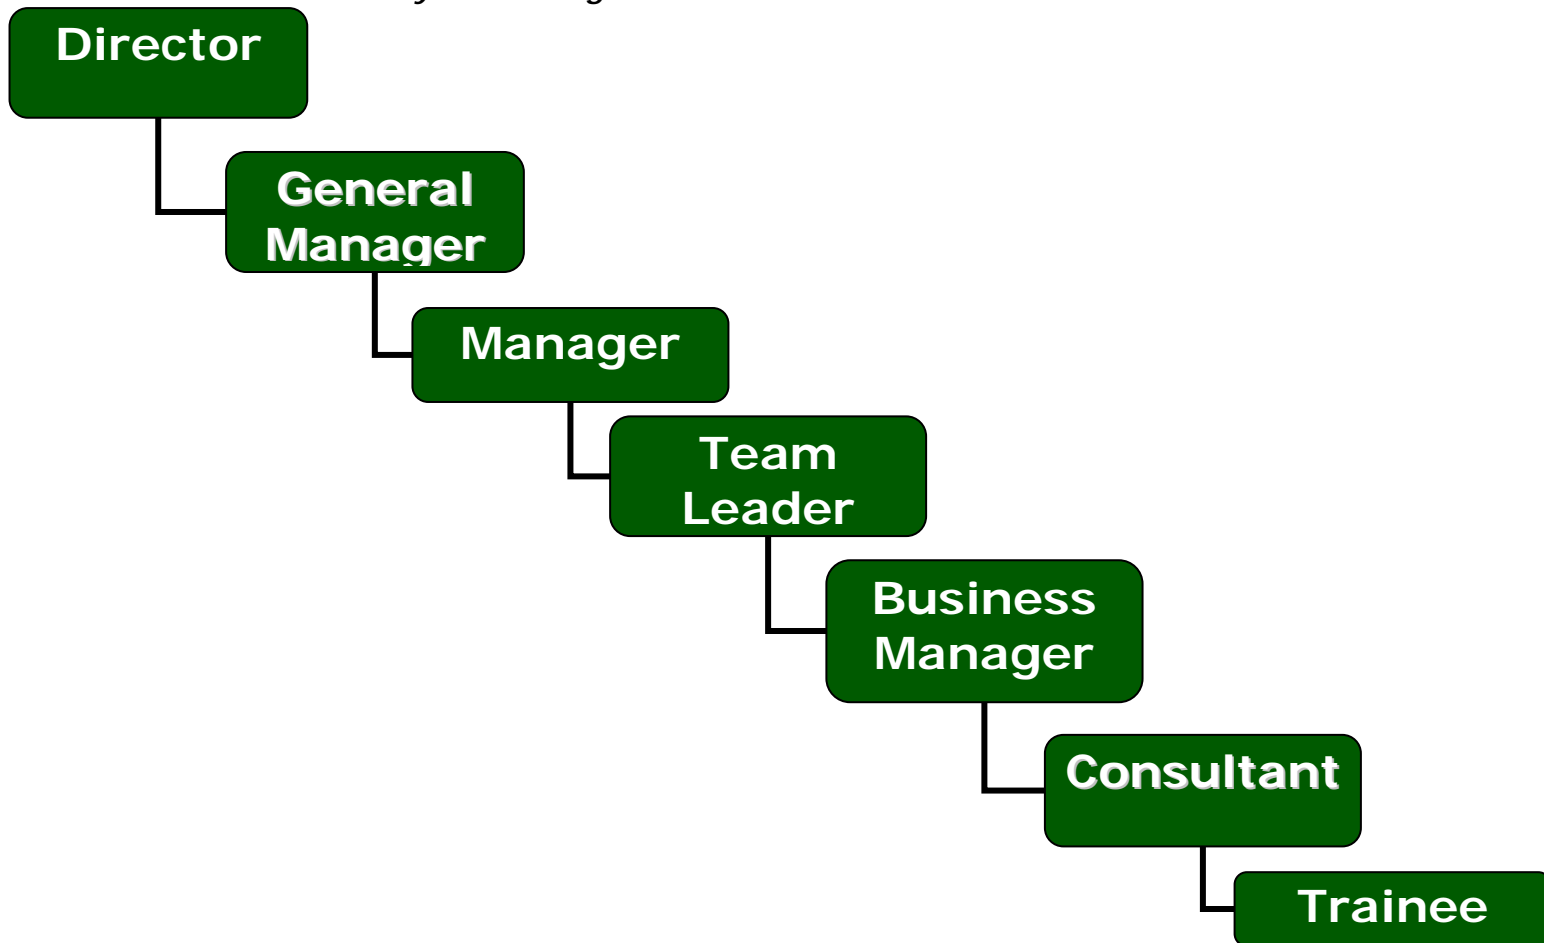 Director
General
Manager
Manager
Team
Leader
Business
Manager
Consultant
Trainee